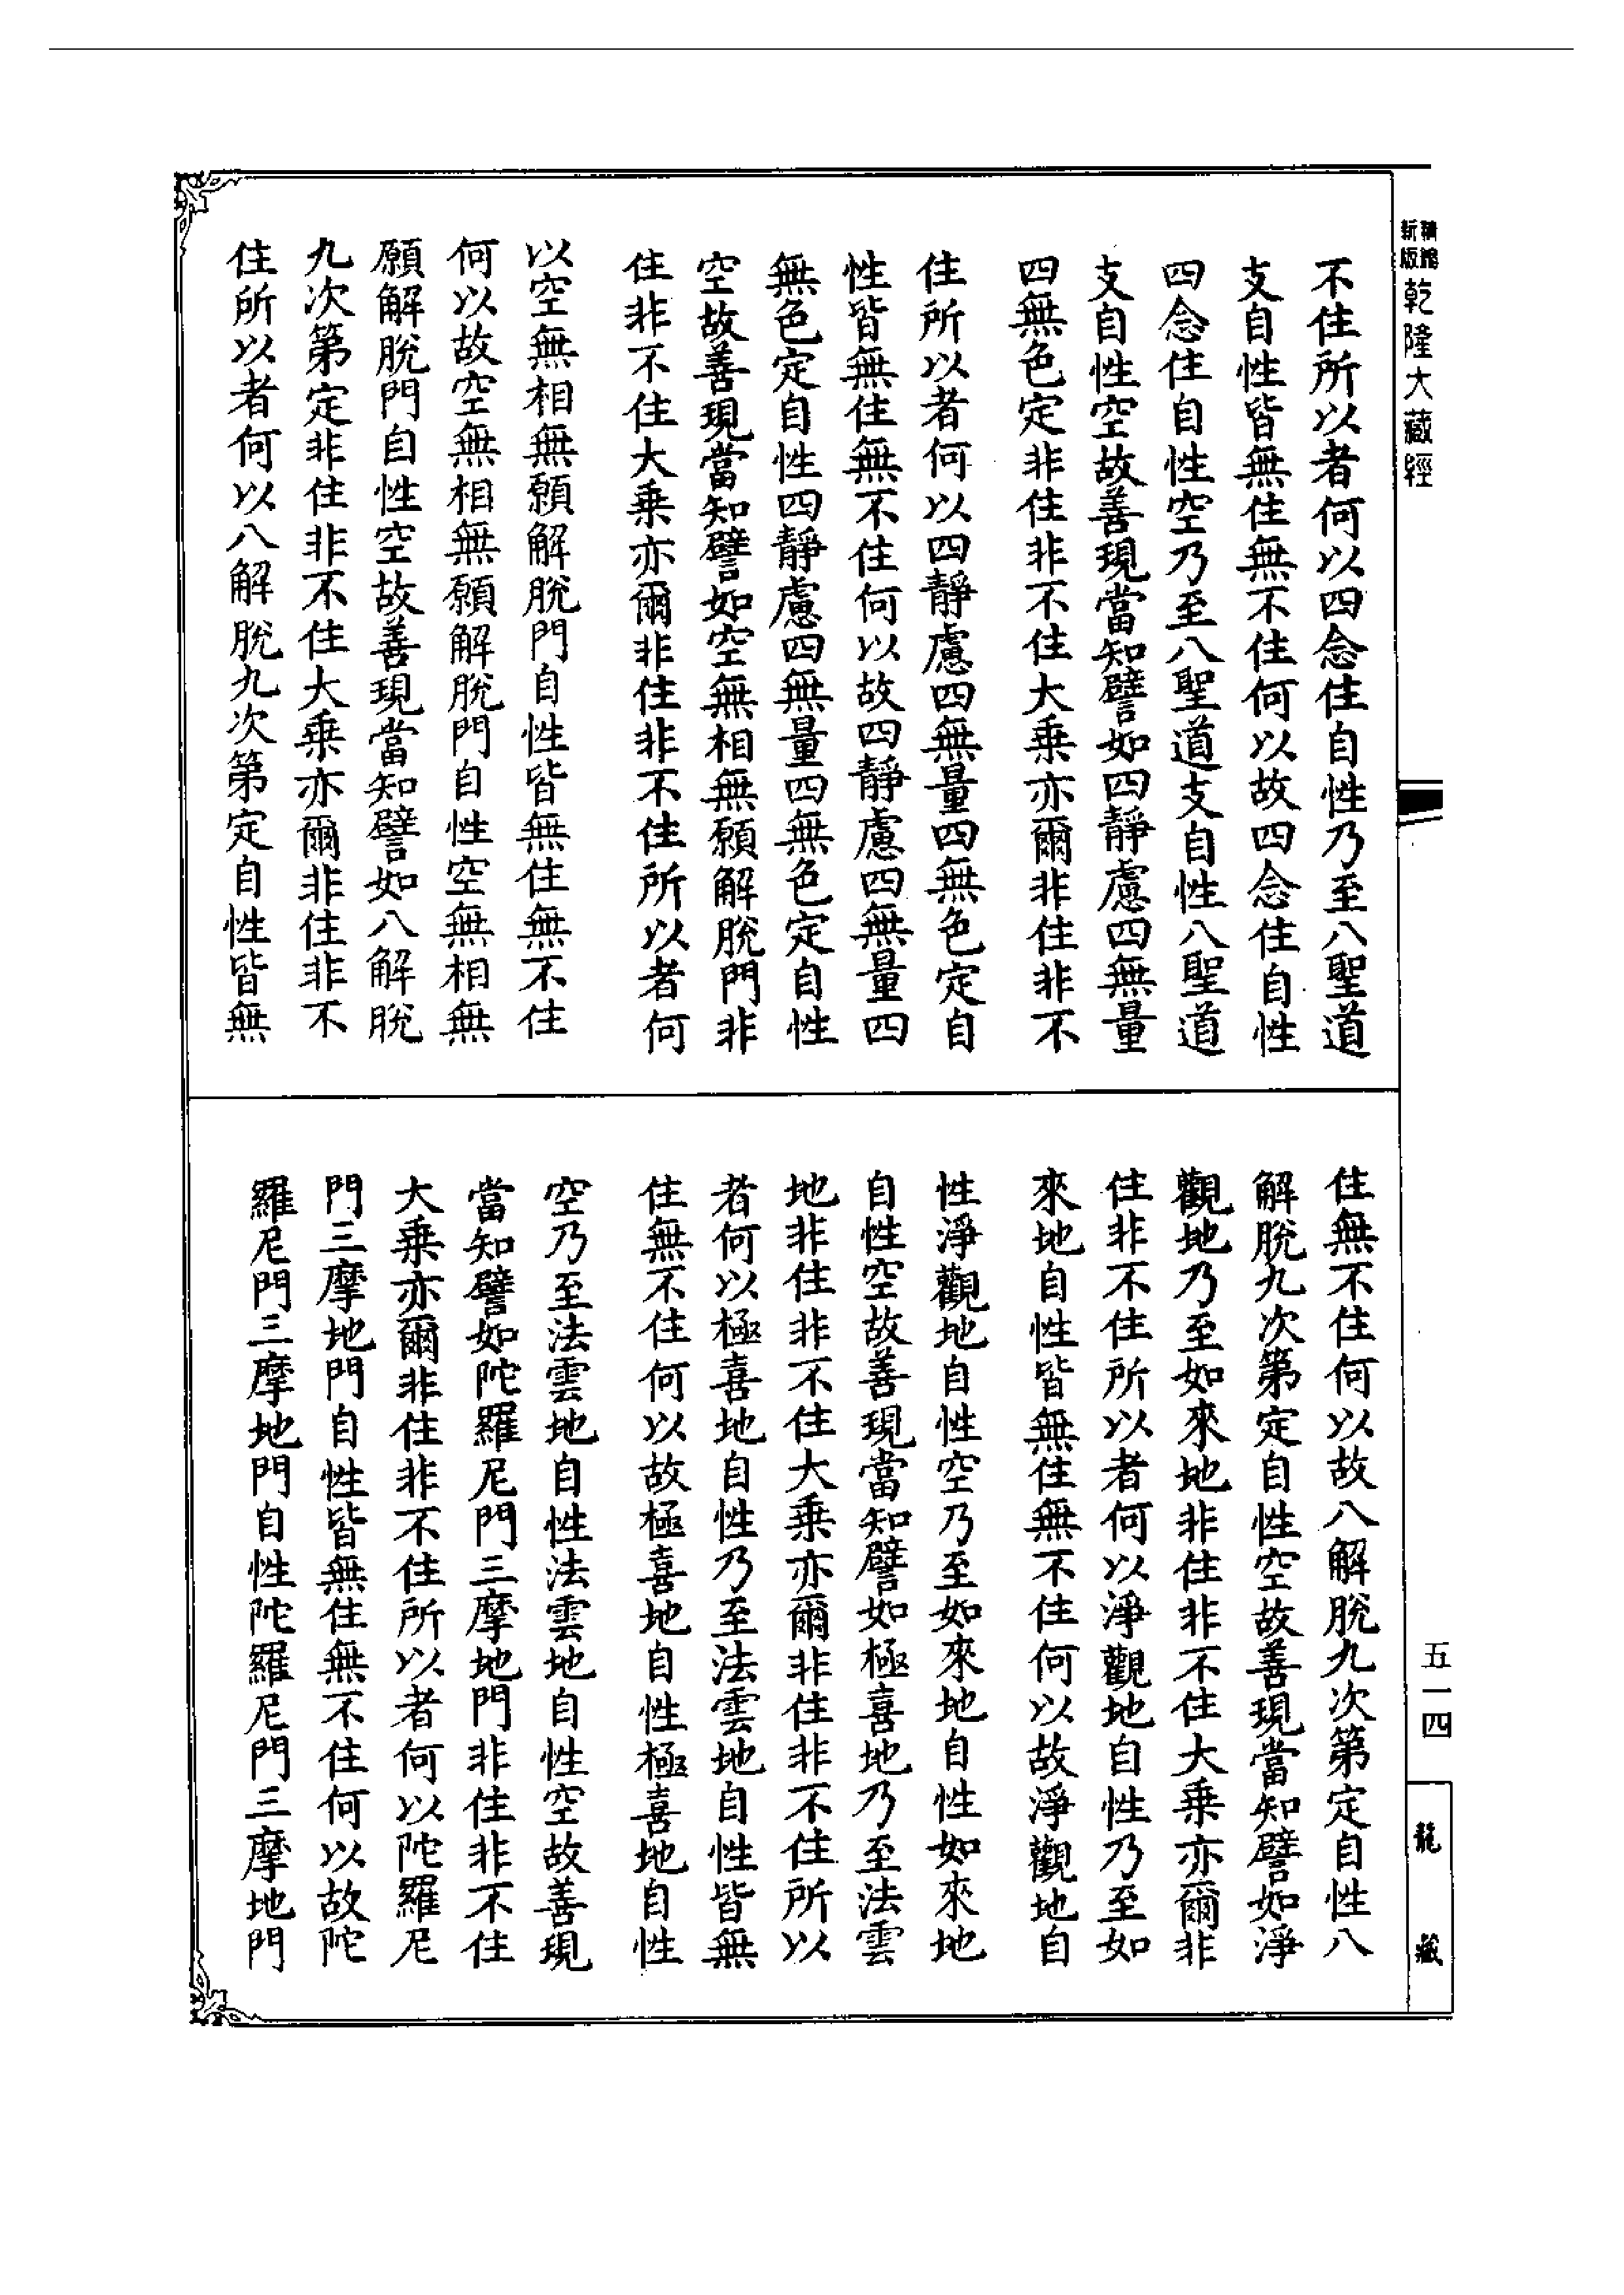 新版
精縮
乾隆大藏經
不住所以者何以四念住自性乃至八聖道
支自性皆無住無不住何以故四念住自性
四念住自性空乃至八聖道支自性八聖道
支自性空故善現當知譬如四靜慮四無量
四無色定非住非不住大乘亦爾非住非不
住所以者何以四靜慮四無量四無色定自
性皆無住無不住何以故四靜慮四無量四
無色定自性四靜慮四無量四無色定自性
空故善現當知譬如空無相無願解脫門非
住非不住大乘亦爾非住非不住所以者何
以空無相無願解脫門自性皆無住無不住
何以故空無相無願解脫門自性空無相無
願解脫門自性空故善現當知譬如八解脫
九次第定非住非不住大乘亦爾非住非不
住所以者何以八解脫九次第定自性皆無
住無不住何以故八解脫九次第定自性八
解脫九次第定自性空故善現當知譬如淨
觀地乃至如來地非住非不住大乘亦爾非
住非不住所以者何以淨觀地自性乃至如
來地自性皆無住無不住何以故淨觀地自
性淨觀地自性空乃至如來地自性如來地
自性空故善現當知譬如極喜地乃至法雲
地非住非不住大乘亦爾非住非不住所以
者何以極喜地自性乃至法雲地自性皆無
住無不住何以故極喜地自性極喜地自性
空乃至法雲地自性法雲地自性空故善現
當知譬如陀羅尼門三摩地門非住非不住
大乘亦爾非住非不住所以者何以陀羅尼
門三摩地門自性皆無住無不住何以故陀
羅尼門三摩地門自性陀羅尼門三摩地門
五一四
龍藏